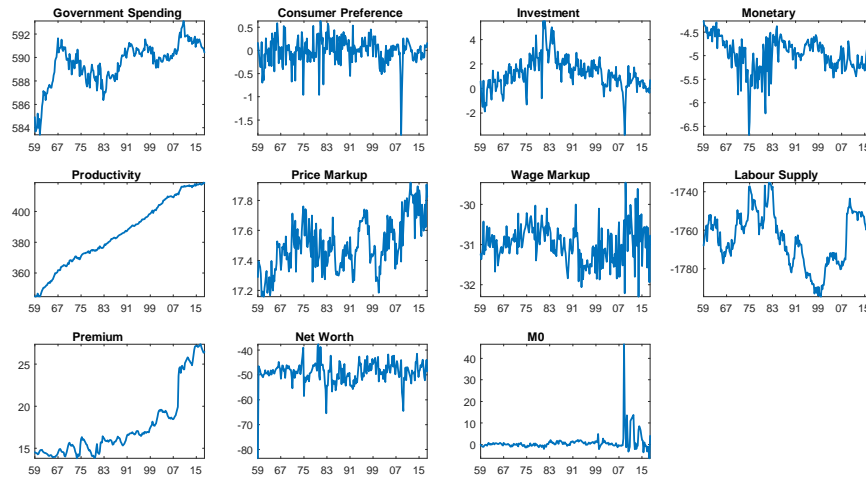 Government Spending
592
590
588
586
584
59 67 75 83 91 99 07 15
Consumer Preference
0.5
0
-0.5
-1
-1.5
59 67 75 83 91 99 07 15
Investment
4
2
0
-2
59 67 75 83 91 99 07 15
Monetary
-4.5
-5
-5.5
-6
-6.5
59 67 75 83 91 99 07 15
Productivity
400
380
360
59 67 75 83 91 99 07 15
Price Markup
17.8
17.6
17.4
17.2
59 67 75 83 91 99 07 15
Wage Markup
-30
-31
-32
59 67 75 83 91 99 07 15
Labour Supply
-1740
-1760
-1780
59 67 75 83 91 99 07 15
Premium
25
20
15
59 67 75 83 91 99 07 15
Net Worth
-40
-50
-60
-70
-80
59 67 75 83 91 99 07 15
M0
40
30
20
10
0
59 67 75 83 91 99 07 15